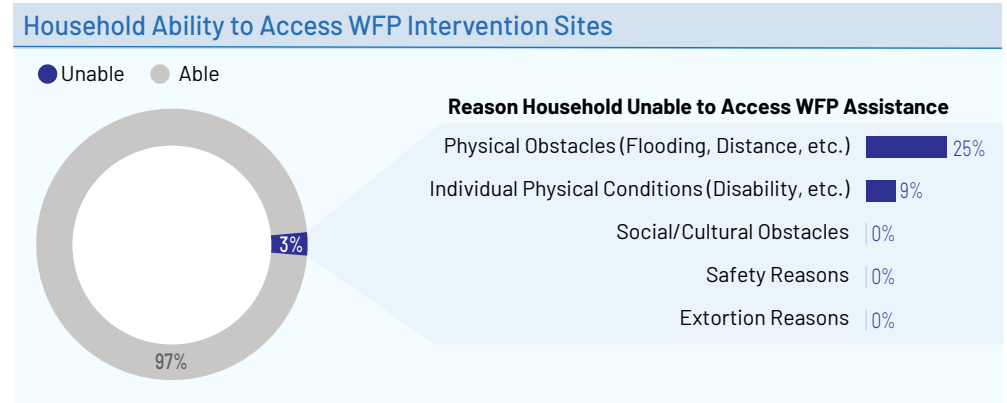 Household Ability to Access WFP Intervention Sites
Unable Able
Reason Household Unable to Access WFP Assistance
Physical Obstacles (Flooding, Distance, etc.) 25%
Individual Physical Conditions (Disability, etc.) 9%
Social/Cultural Obstacles 0%
3%
Safety Reasons 0%
Extortion Reasons 0%
97%